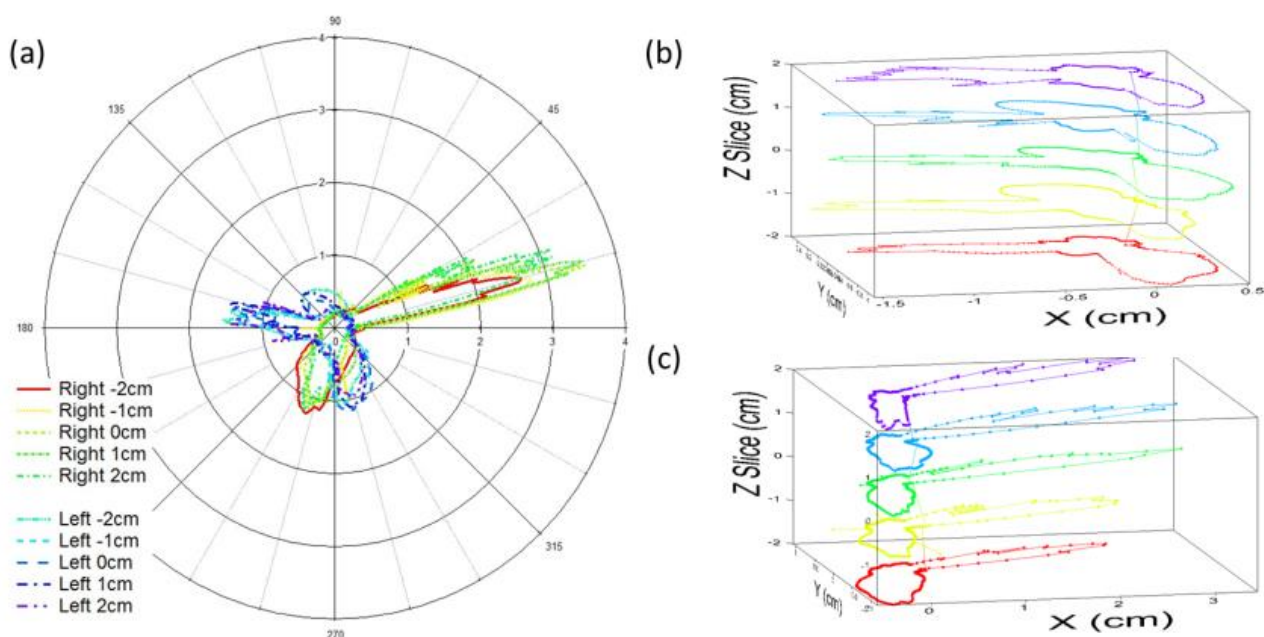 (a)
90
4
135
45
3
2
1
180
0
1
2
3
4
315
270
Right -2cm
Right -1cm
Right 0cm
Right 1cm
Right 2cm
Left -2cm
Left -1cm
Left 0cm
Left 1cm
Left 2cm
(b)
Z Slice (cm)
2
1
0
-1
-2
Y (cm)
-1.5
-1
-0.5
0
0.5
X (cm)
(c)
Z Slice (cm)
2
1
0
-1
-2
Y (cm)
0
1
2
3
X (cm)